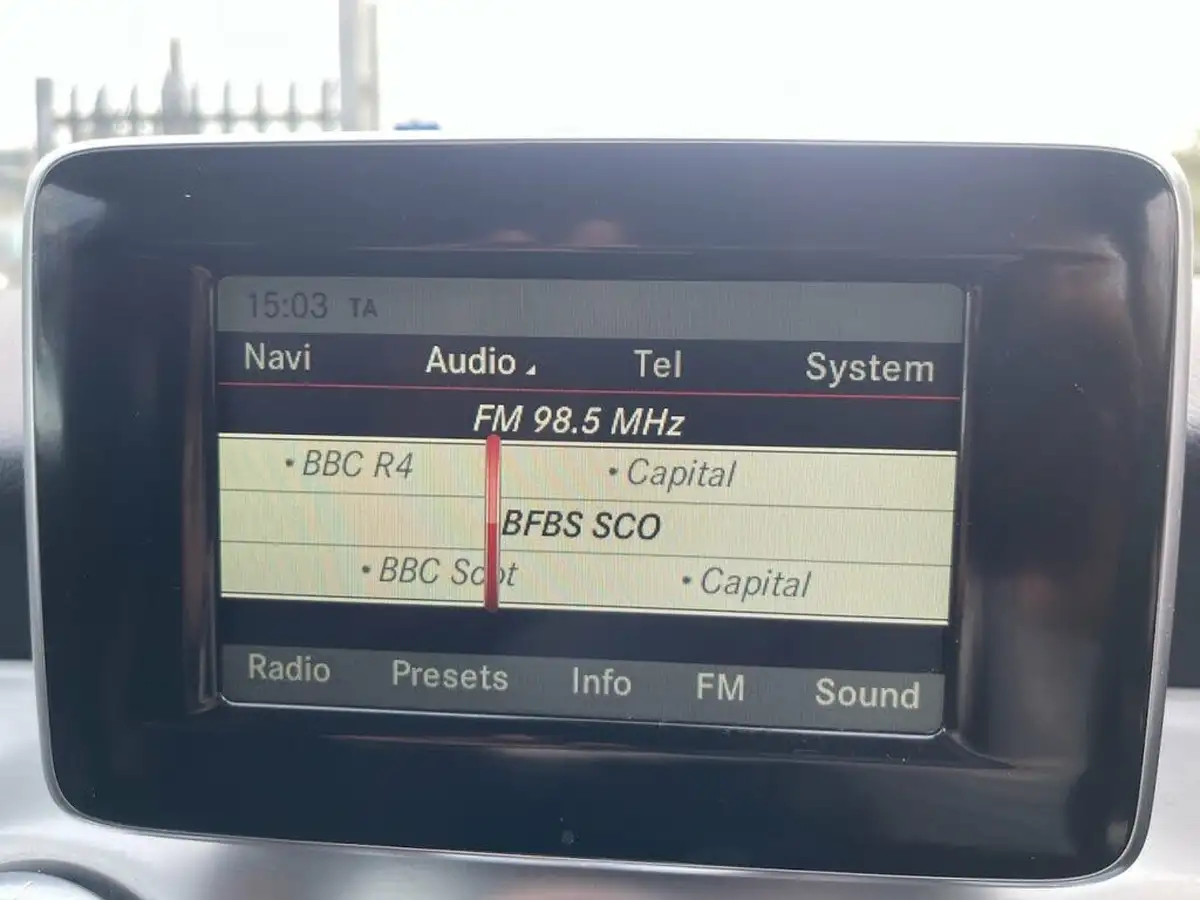 15:03 TA
Navi Audio Tel System
FM 98.5 MHz
• BBC R4 • Capital
BFBS SCO
• BBC Scot • Capital
Radio Presets Info FM Sound